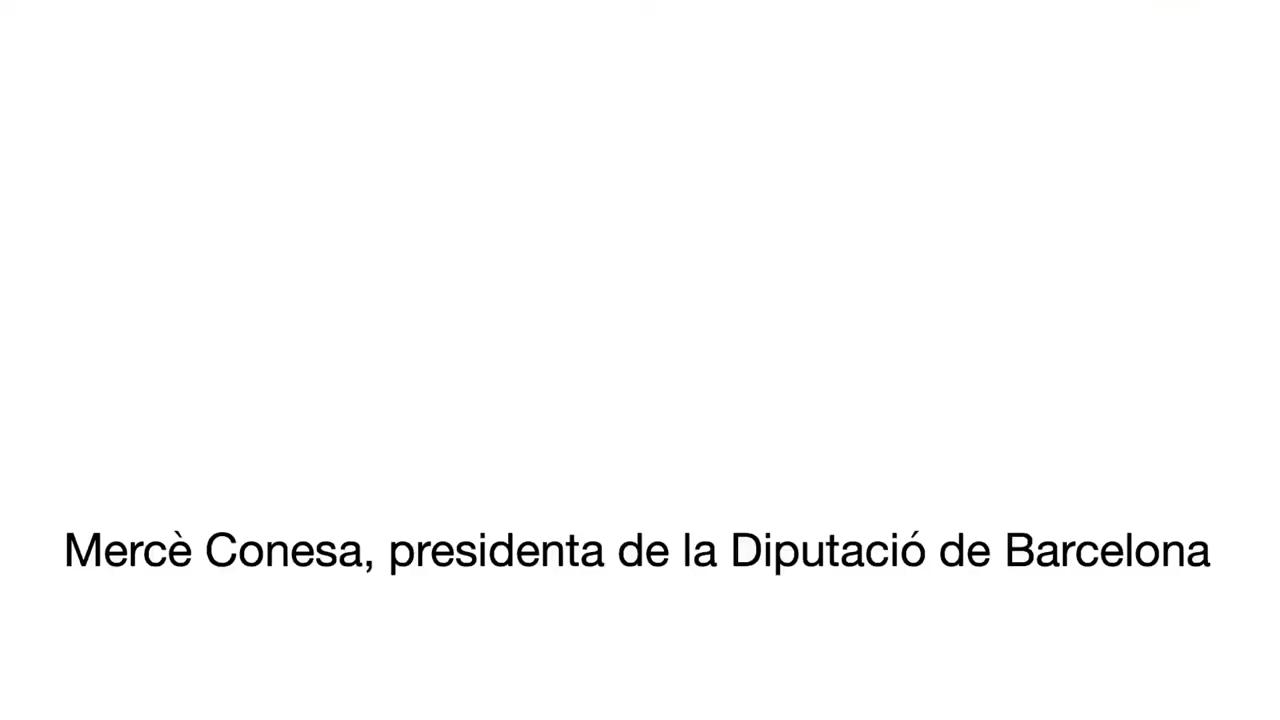 Mercè Conesa, presidenta de la Diputació de Barcelona